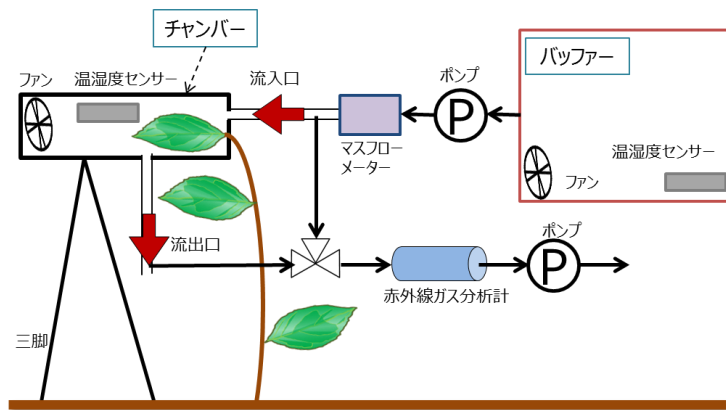 チャンバー
バッファー
ファン
温湿度センサー
流入口
ポンプ
P
マスフロー
メーター
温湿度センサー
ファン
流出口
ポンプ
P
赤外線ガス分析計
三脚